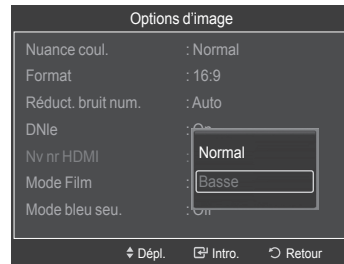 Options d'image
Nuance coul. : Normal
Format : 16:9
Réduct. bruit num. : Auto
DNIe :
Nv nr HDMI :
Normal
Basse
Mode Film :
Mode bleu seu. : Off
Dépl. Intro. Retour